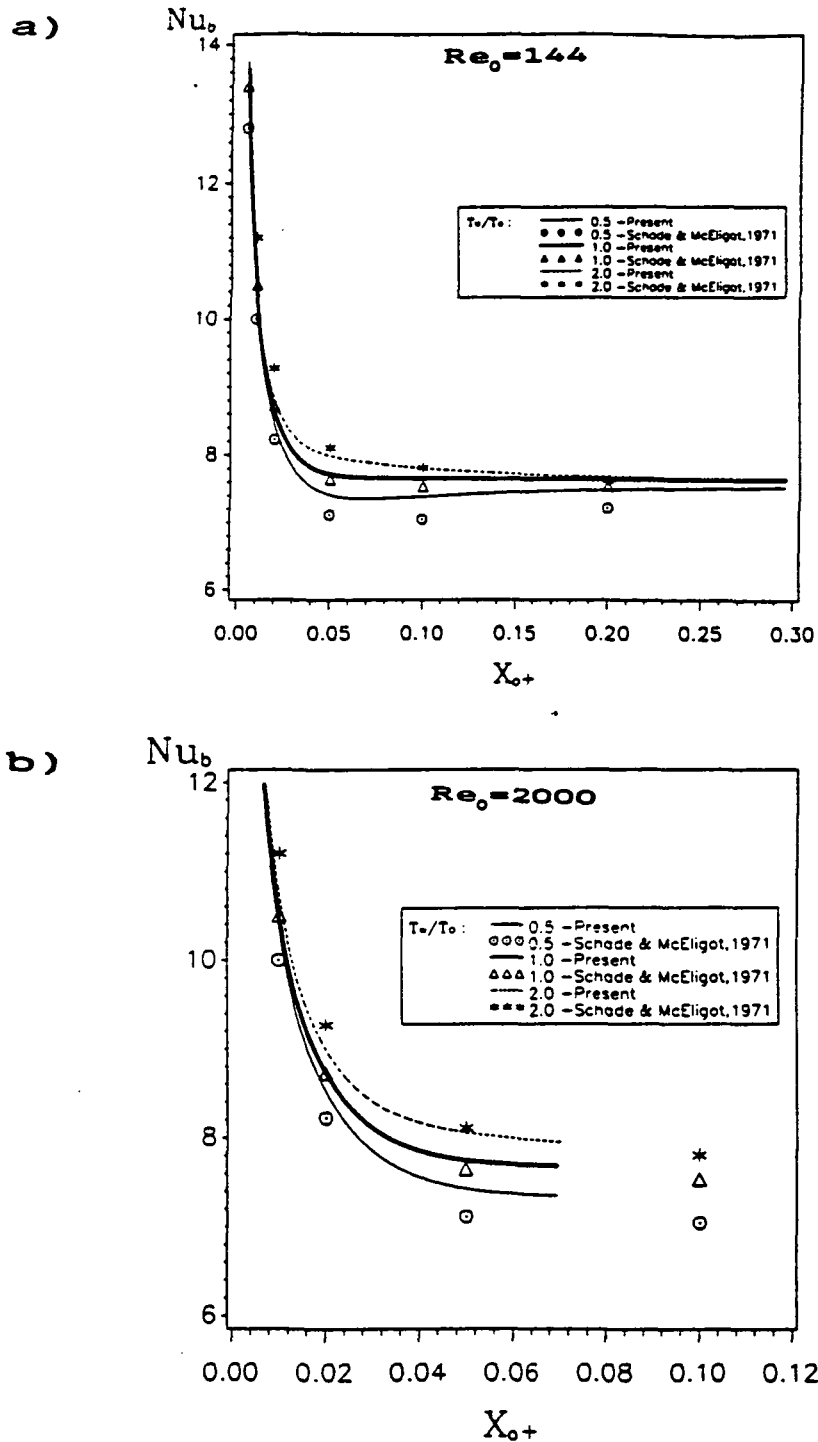 a)
Nu_b
Re_o=144
14
12
10
8
6
T_w/T_o :
0.5 -Present
0.5 -Schade & McEligot,1971
1.0 -Present
1.0 -Schade & McEligot,1971
2.0 -Present
2.0 -Schade & McEligot,1971
0.00 0.05 0.10 0.15 0.20 0.25 0.30
X_o+
b)
Nu_b
Re_o=2000
12
10
8
6
T_w/T_o :
0.5 -Present
0.5 -Schade & McEligot,1971
1.0 -Present
1.0 -Schade & McEligot,1971
2.0 -Present
2.0 -Schade & McEligot,1971
0.00 0.02 0.04 0.06 0.08 0.10 0.12
X_o+